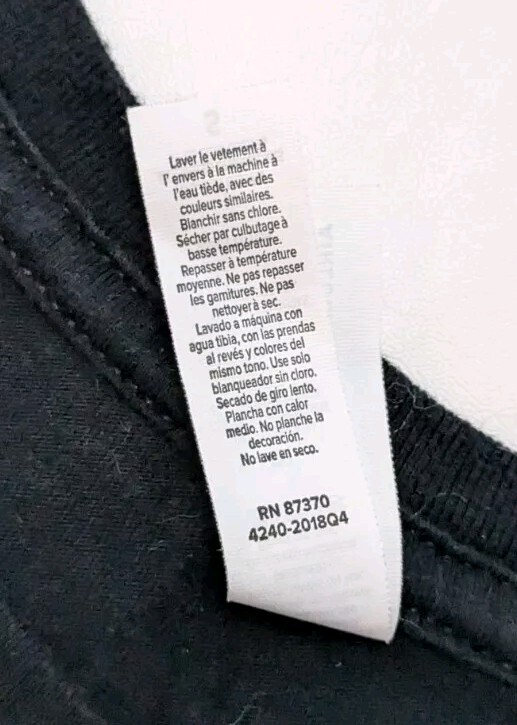 Laver le vetement à
l' envers à la machine à
l'eau tiède, avec des
couleurs similaires.
Blanchir sans chlore.
Sécher par culbutage à
basse température.
Repasser à température
moyenne. Ne pas repasser
les garnitures. Ne pas
nettoyer à sec.
Lavado a máquina con
agua tibia, con las prendas
al revés y colores del
mismo tono. Use solo
blanqueador sin cloro.
Secado de giro lento.
Plancha con calor
medio. No planche la
decoración.
No lave en seco.
RN 87370
4240-2018Q4